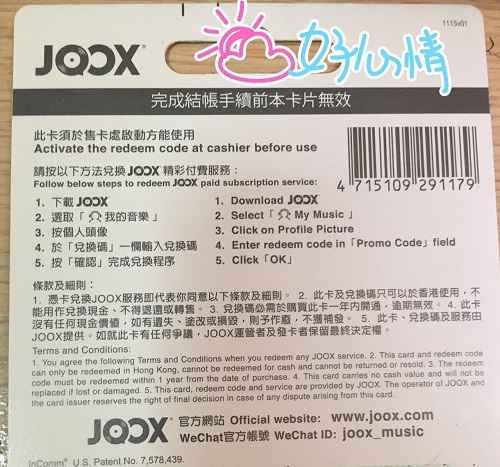 1115v01
JOOX®
好心情
完成結帳手續前本卡片無效
此卡須於售卡處啟動方能使用
Activate the redeem code at cashier before use
請按以下方法兌換JOOX精彩付費服務：
Follow below steps to redeem JOOX paid subscription service:
1. 下載 JOOX
2. 選取「 我的音樂 」
3. 按個人頭像
4. 於「兌換碼」一欄輸入兌換碼
5. 按「確認」完成兌換程序
1. Download JOOX
2. Select「 My Music 」
3. Click on Profile Picture
4. Enter redeem code in「Promo Code」field
5. Click「OK」
4 715109 291179
條款及細則：
1. 憑卡兌換JOOX服務即代表你同意以下條款及細則。 2. 此卡及兌換碼只可以於香港使用，不
能用作兌換現金、不得退還或轉售。 3. 兌換碼必需於購買此卡一年內開通，逾期無效。 4. 此卡
沒有任何現金價值，如有遺失、塗改或損毀，則予作廢，不獲補發。 5. 此卡、兌換碼及服務由
JOOX提供。如就此卡有任何爭議，JOOX運營者及發卡者保留最終決定權。
Terms and Conditions:
1. You agree the following Terms and Conditions when you redeem any JOOX service. 2. This card and redeem code
can only be redeemed in Hong Kong, cannot be redeemed for cash and cannot be returned or resold. 3. The redeem
code must be redeemed within 1 year from the date of purchase. 4. This card carries no cash value and will not be
replaced if lost or damaged. 5. This card, redeem code and service are provided by JOOX. The operator of JOOX and
the card issuer reserves the right of final decision in case of any dispute arising from this card.
JOOX® 官方網站 Official website: www.joox.com
WeChat官方帳號 WeChat ID: joox_music
InComm® U.S. Patent No. 7,578,439.